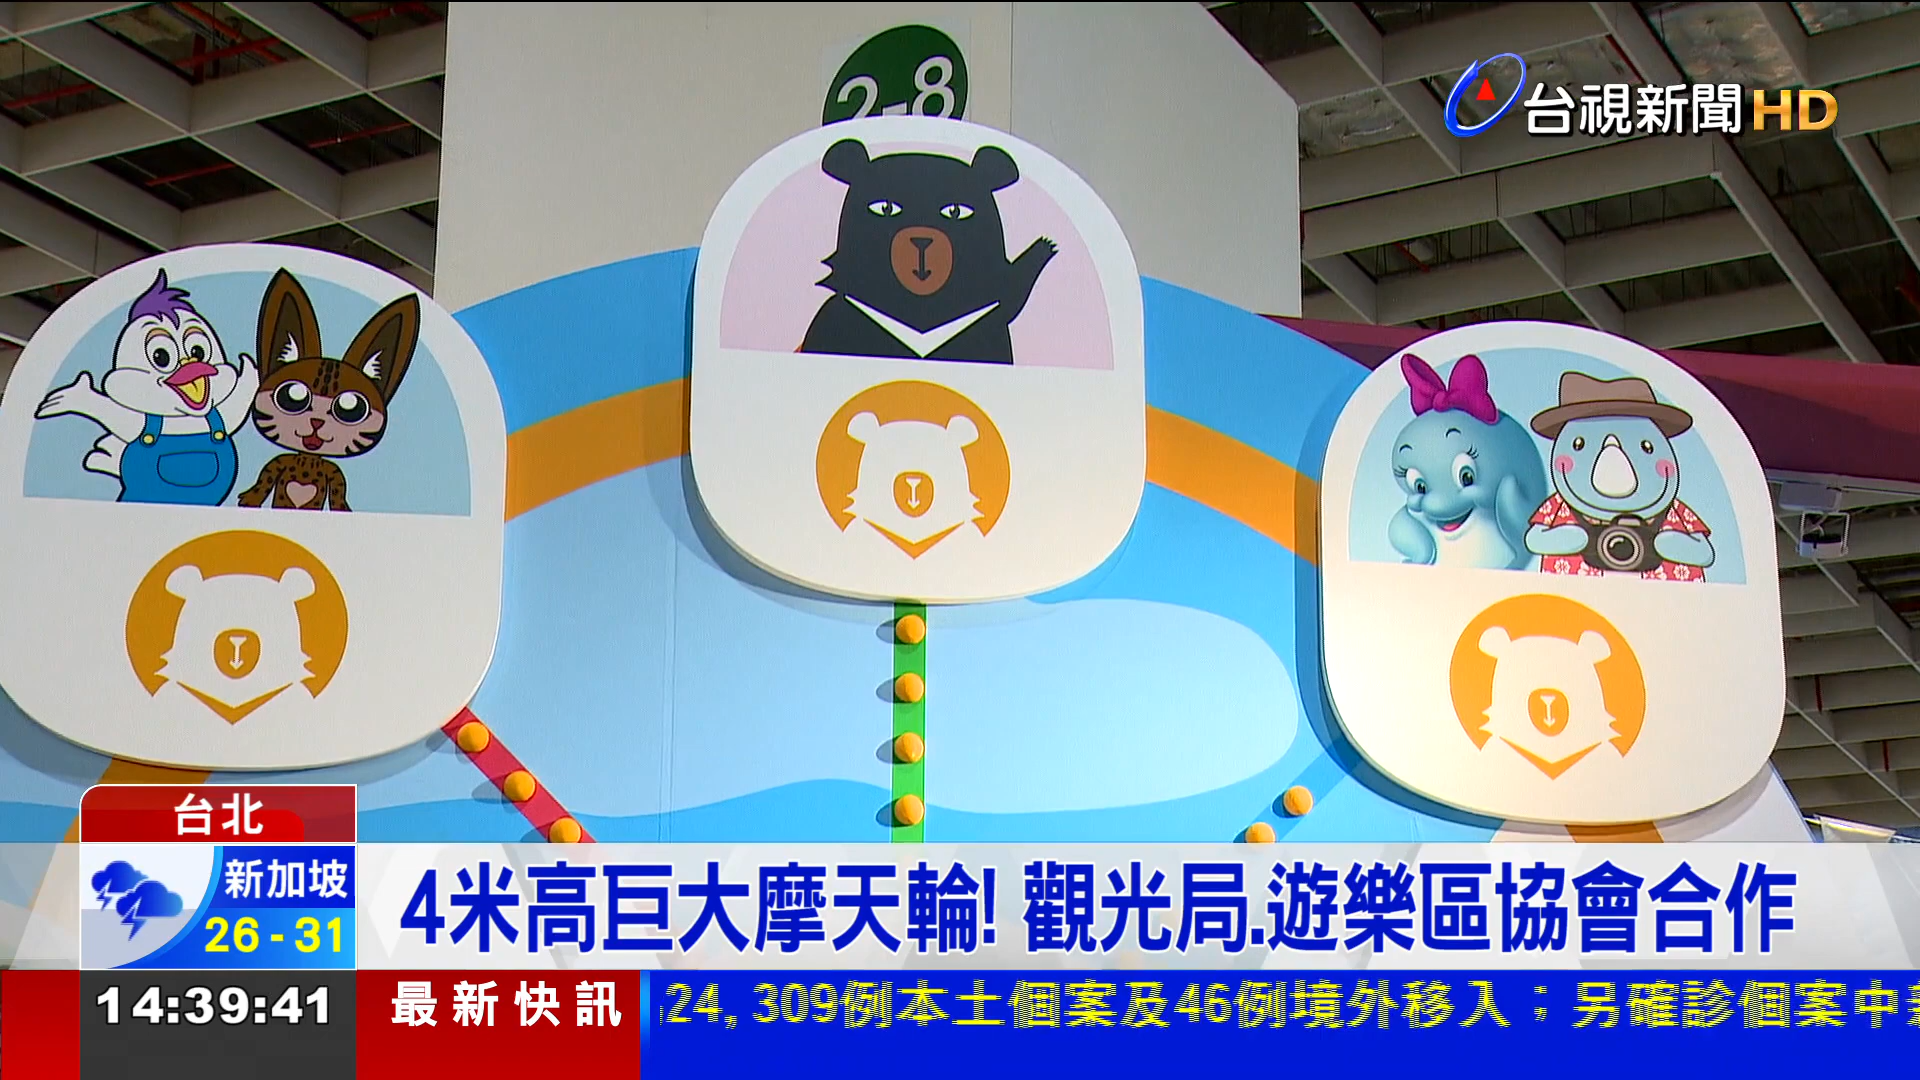 2-8
台視新聞HD
台北
新加坡
26-31
4米高巨大摩天輪! 觀光局.遊樂區協會合作
14:39:41
最新快訊
24,309例本土個案及46例境外移入；另確診個案中